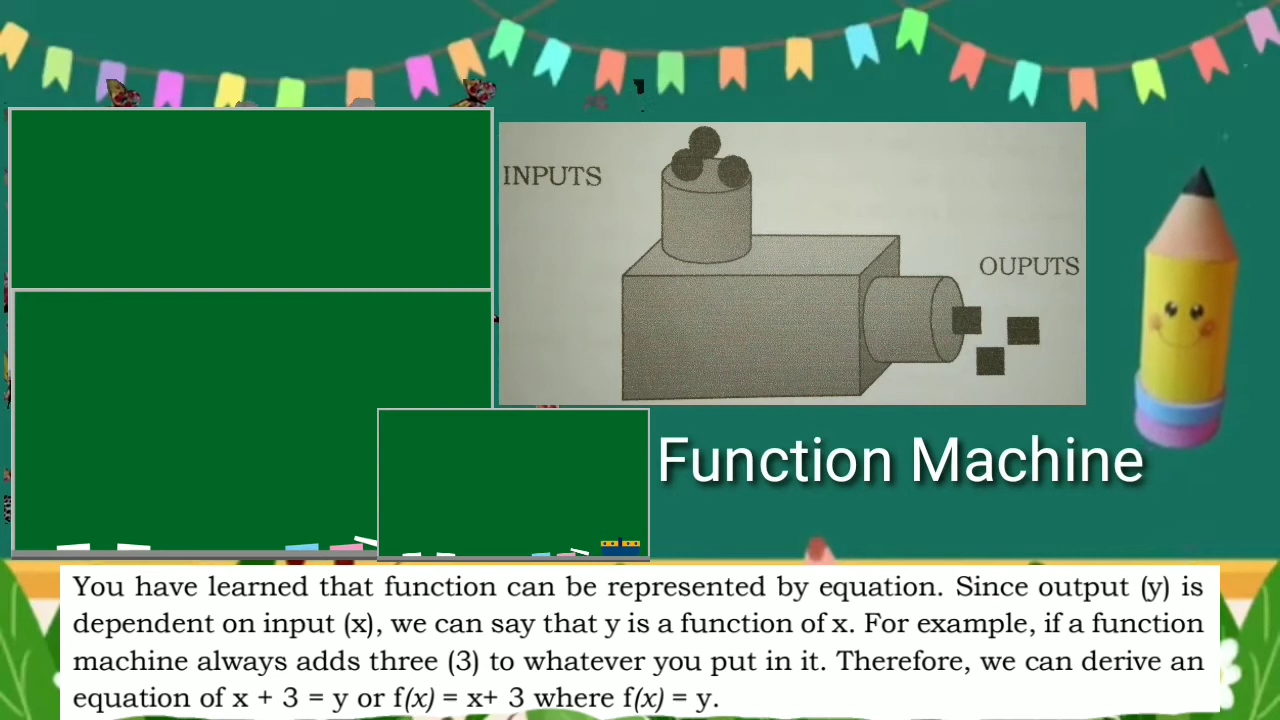 INPUTS
OUPUTS
Function Machine
You have learned that function can be represented by equation. Since output (y) is
dependent on input (x), we can say that y is a function of x. For example, if a function
machine always adds three (3) to whatever you put in it. Therefore, we can derive an
equation of x + 3 = y or f(x) = x+ 3 where f(x) = y.